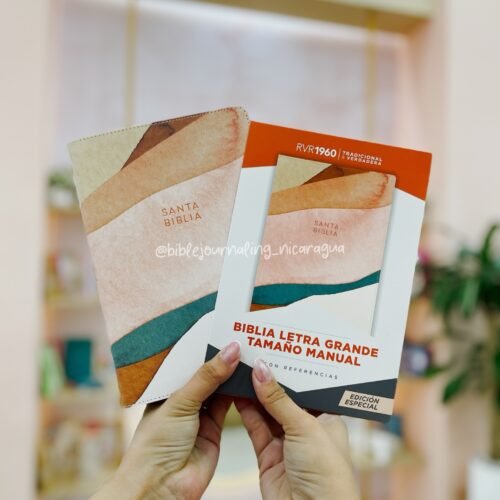 SANTA
BIBLIA
@biblejournaling_nicaragua
RVR1960 TRADICIONAL
Y VERDADERA
SANTA
BIBLIA
BIBLIA LETRA GRANDE
TAMAÑO MANUAL
CON REFERENCIAS
EDICIÓN
ESPECIAL